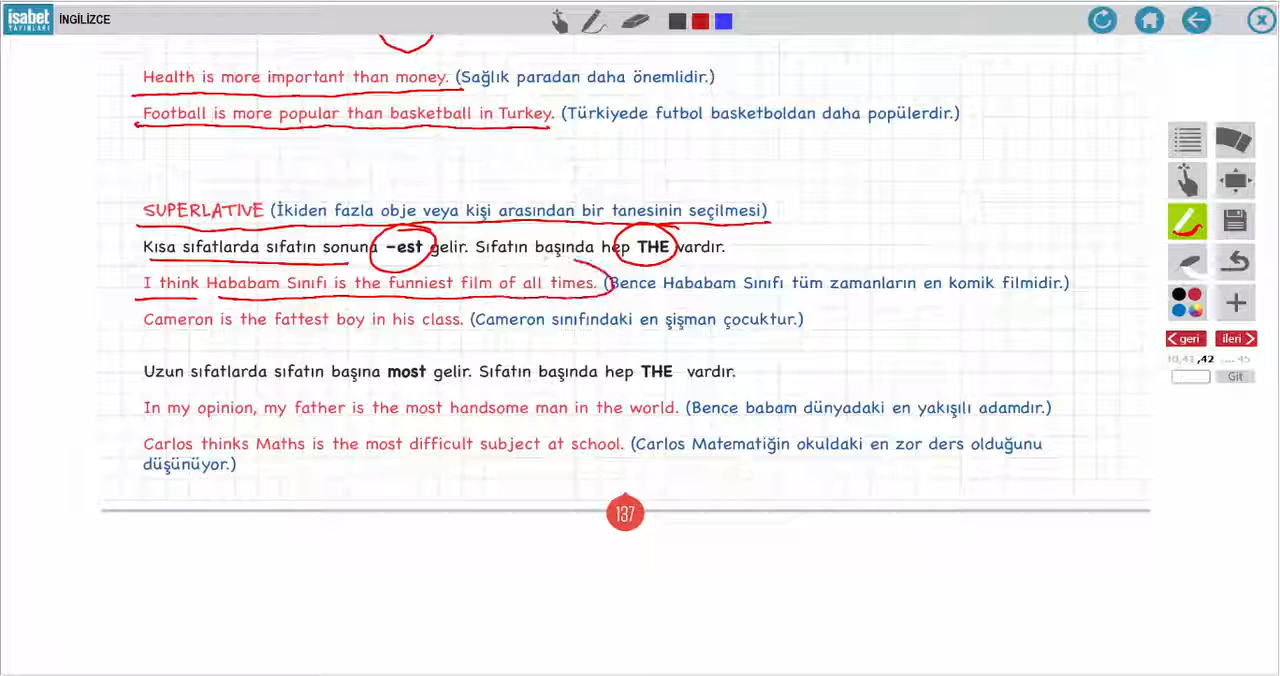 isabet
YAYINLARI
İNGİLİZCE
Health is more important than money. (Sağlık paradan daha önemlidir.)
Football is more popular than basketball in Turkey. (Türkiyede futbol basketboldan daha popülerdir.)
SUPERLATIVE (İkiden fazla obje veya kişi arasından bir tanesinin seçilmesi)
Kısa sıfatlarda sıfatın sonuna –est gelir. Sıfatın başında hep THE vardır.
I think Hababam Sınıfı is the funniest film of all times. (Bence Hababam Sınıfı tüm zamanların en komik filmidir.)
Cameron is the fattest boy in his class. (Cameron sınıfındaki en şişman çocuktur.)
Uzun sıfatlarda sıfatın başına most gelir. Sıfatın başında hep THE vardır.
In my opinion, my father is the most handsome man in the world. (Bence babam dünyadaki en yakışılı adamdır.)
Carlos thinks Maths is the most difficult subject at school. (Carlos Matematiğin okuldaki en zor ders olduğunu
düşünüyor.)
137
geri ileri
,42 .... 45
Git